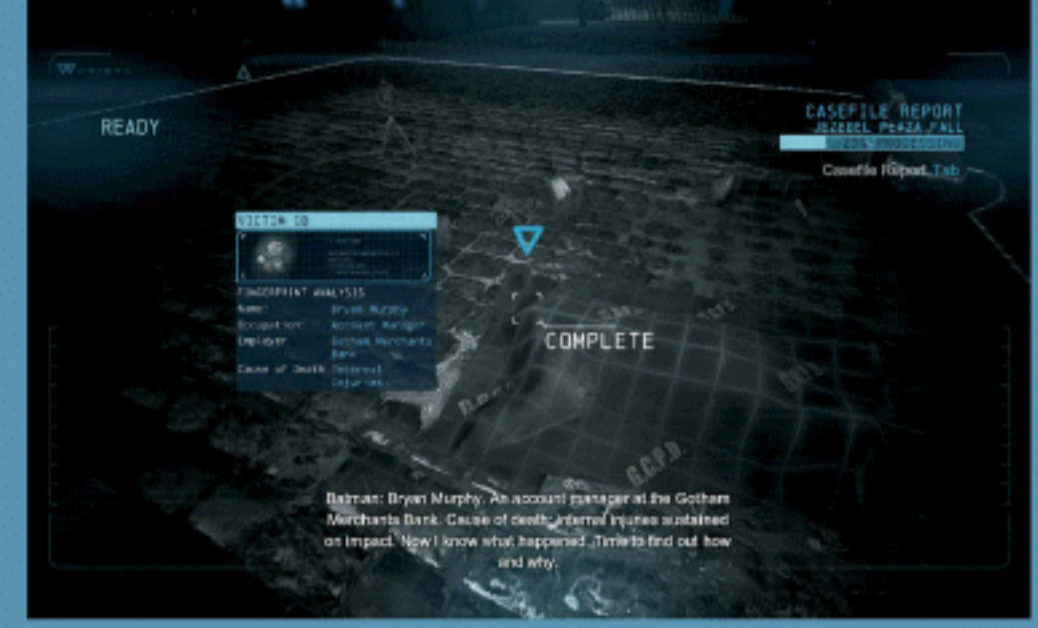 READY
CASEFILE REPORT
JEZEBEL PLAZA FALL
PROCESSING
Casefile Report Tab
VICTIM ID
FINGERPRINT ANALYSIS
Name: Bryan Murphy
Occupation: Account Manager
Employer Gotham Merchants
Bank
Cause of Death Internal
Injuries
COMPLETE
G.C.P.D.
Batman: Bryan Murphy. An account manager at the Gotham
Merchants Bank. Cause of death: internal injuries sustained
on impact. Now I know what happened. Time to find out how
and why.